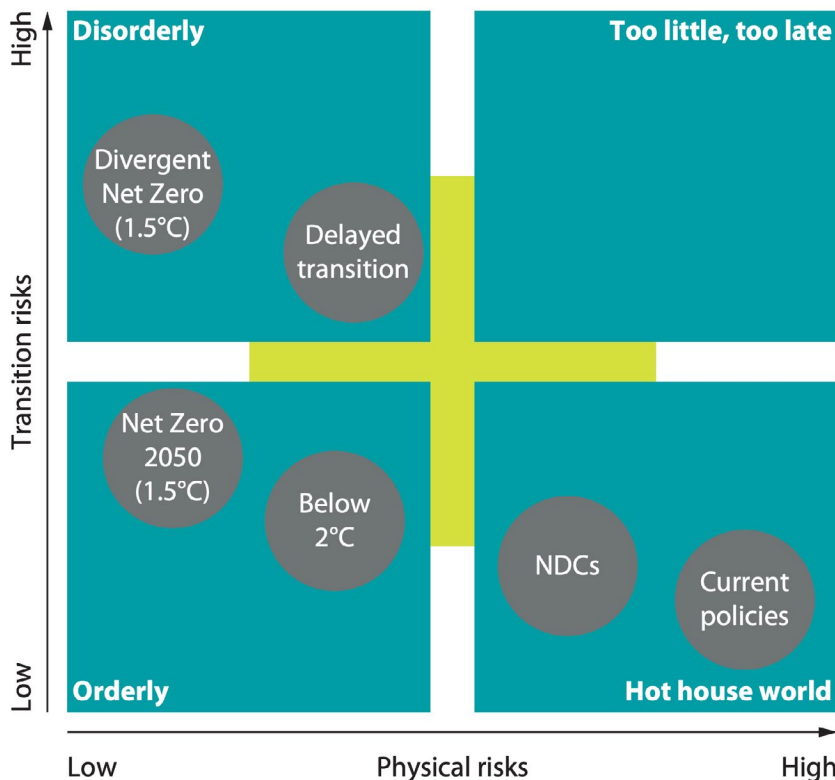 High
Disorderly
Too little, too late
Divergent
Net Zero
(1.5°C)
Delayed
transition
Transition risks
Net Zero
2050
(1.5°C)
Below
2°C
NDCs
Current
policies
Low
Orderly
Hot house world
Low
Physical risks
High